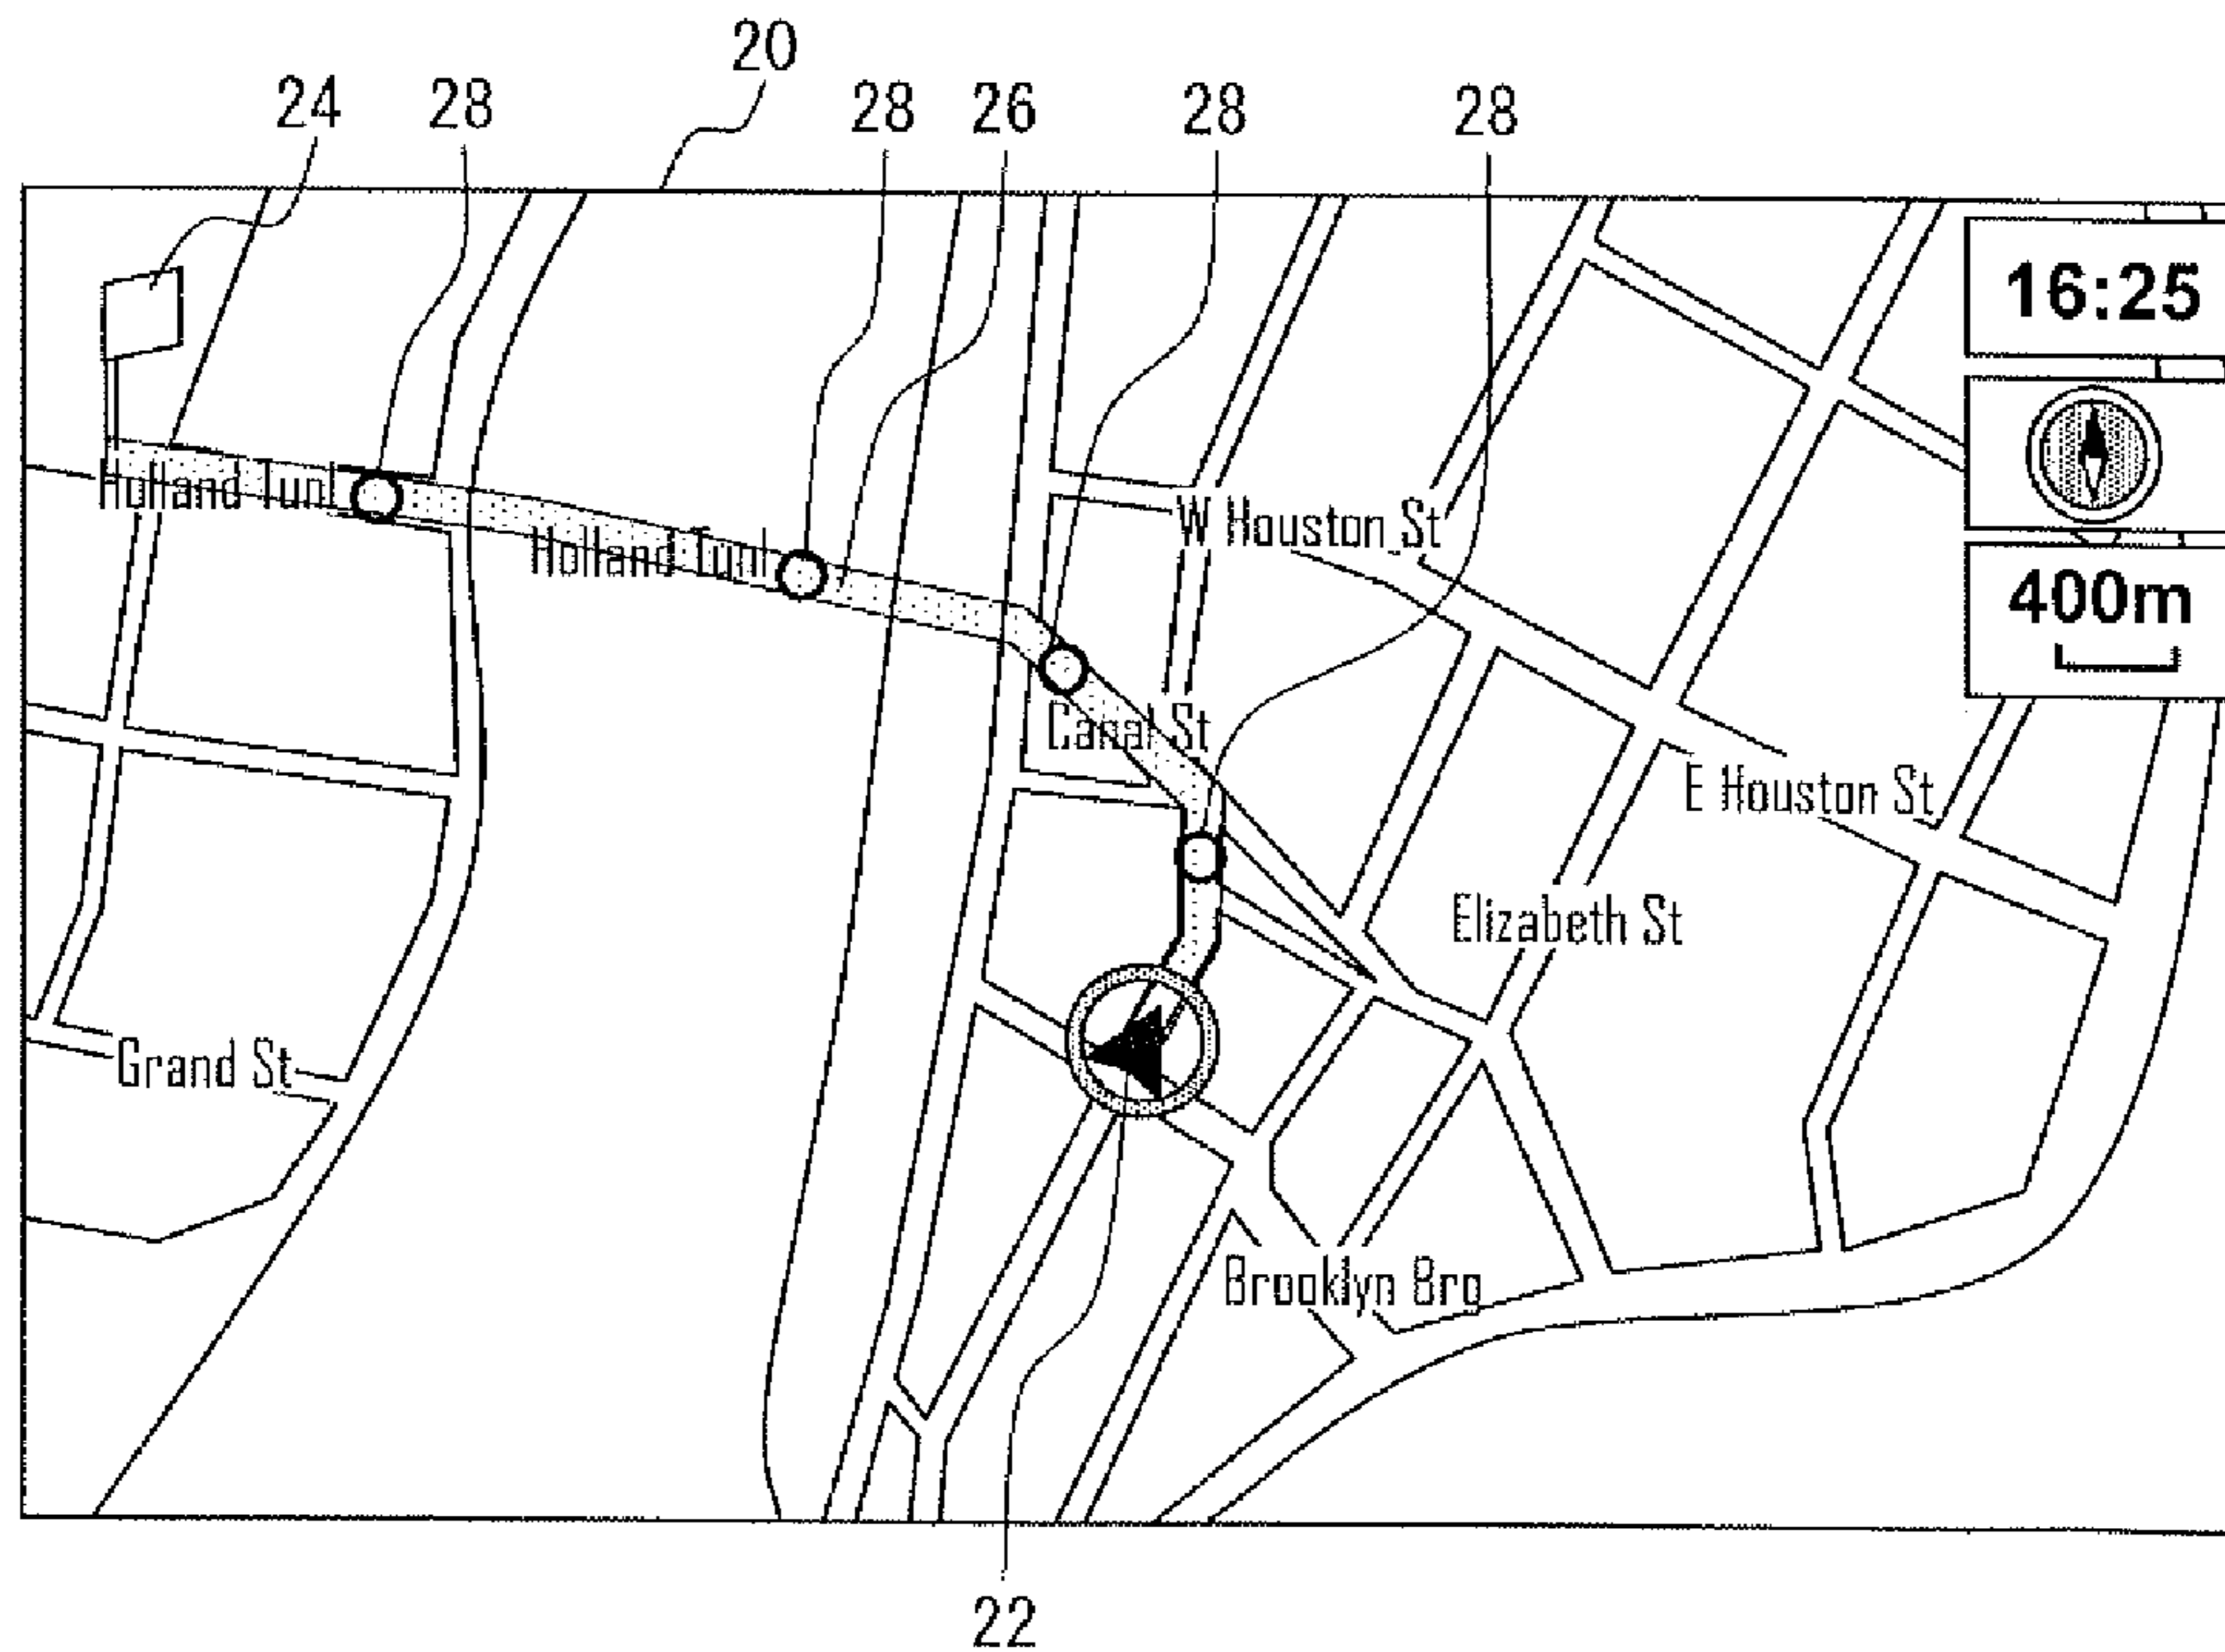 20
24 28 28 26 28 28
16:25
Holland Tunl
W Houston St
Holland Tunl
400m
Canal St
E Houston St
Elizabeth St
Grand St
Brooklyn Brg
22